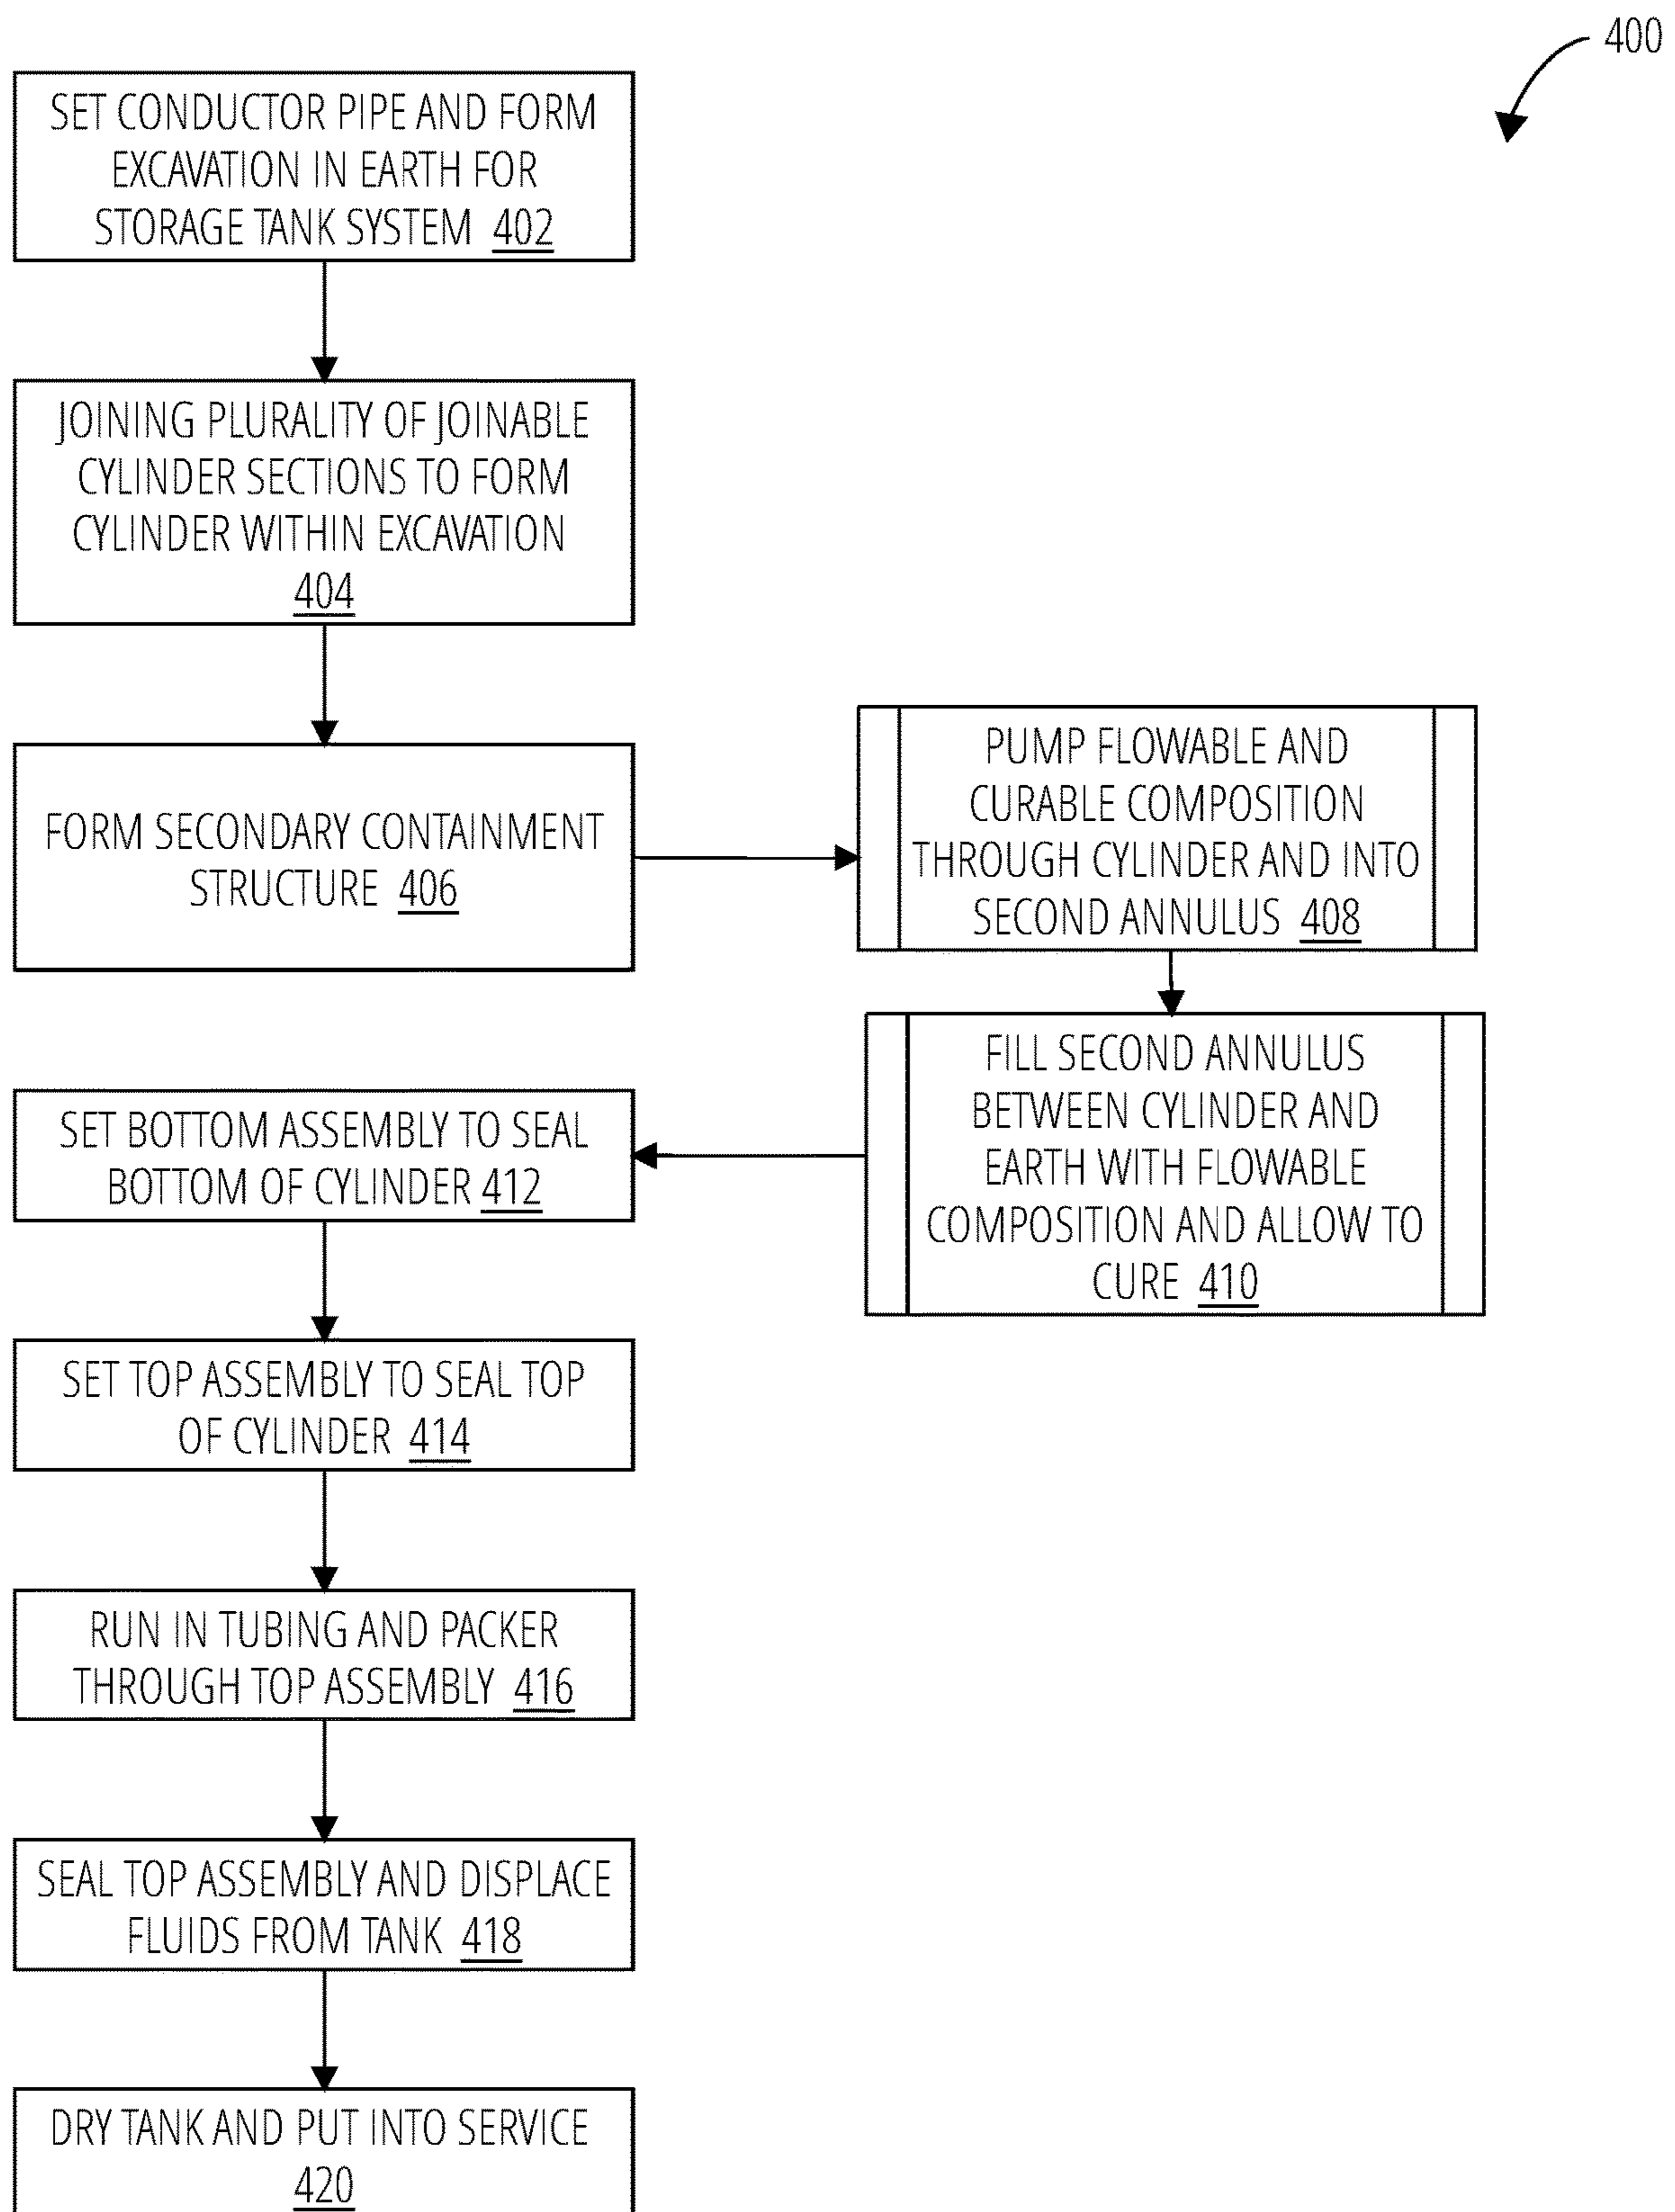 400
SET CONDUCTOR PIPE AND FORM
EXCAVATION IN EARTH FOR
STORAGE TANK SYSTEM 402
JOINING PLURALITY OF JOINABLE
CYLINDER SECTIONS TO FORM
CYLINDER WITHIN EXCAVATION
404
FORM SECONDARY CONTAINMENT
STRUCTURE 406
PUMP FLOWABLE AND
CURABLE COMPOSITION
THROUGH CYLINDER AND INTO
SECOND ANNULUS 408
FILL SECOND ANNULUS
BETWEEN CYLINDER AND
EARTH WITH FLOWABLE
COMPOSITION AND ALLOW TO
CURE 410
SET BOTTOM ASSEMBLY TO SEAL
BOTTOM OF CYLINDER 412
SET TOP ASSEMBLY TO SEAL TOP
OF CYLINDER 414
RUN IN TUBING AND PACKER
THROUGH TOP ASSEMBLY 416
SEAL TOP ASSEMBLY AND DISPLACE
FLUIDS FROM TANK 418
DRY TANK AND PUT INTO SERVICE
420